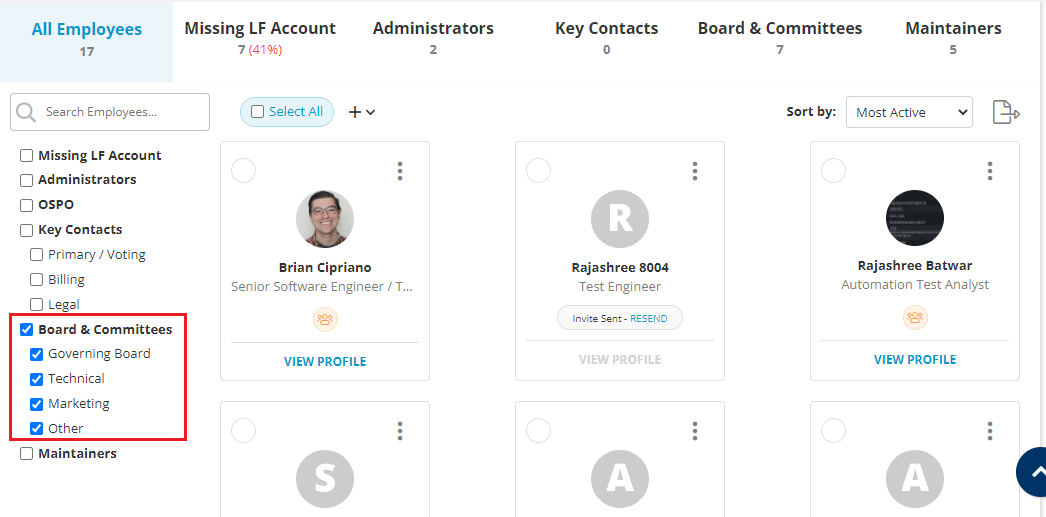 All Employees
17
Missing LF Account
7 (41%)
Administrators
2
Key Contacts
0
Board & Committees
7
Maintainers
5
Search Employees...
Select All
Sort by:
Most Active
Missing LF Account
Administrators
OSPO
Key Contacts
Primary / Voting
Billing
Legal
Board & Committees
Governing Board
Technical
Marketing
Other
Maintainers
Brian Cipriano
Senior Software Engineer / T...
VIEW PROFILE
R
Rajashree 8004
Test Engineer
Invite Sent - RESEND
VIEW PROFILE
Rajashree Batwar
Automation Test Analyst
VIEW PROFILE
S
A
A